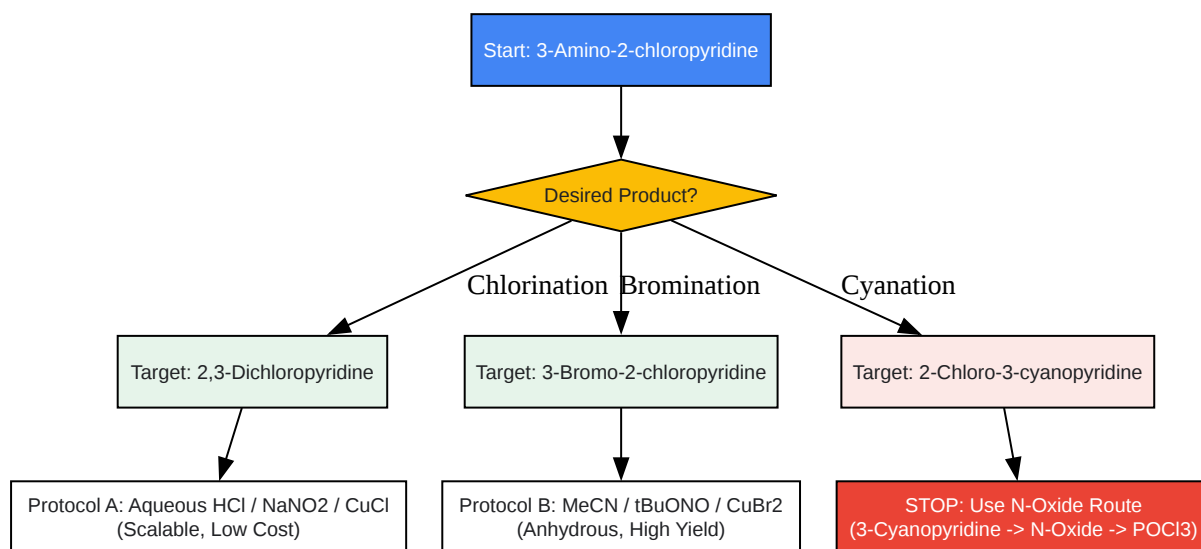 Start: 3-Amino-2-chloropyridine
Desired Product?
Chlorination
Bromination
Cyanation
Target: 2,3-Dichloropyridine
Target: 3-Bromo-2-chloropyridine
Target: 2-Chloro-3-cyanopyridine
Protocol A: Aqueous HCl / NaNO2 / CuCl
(Scalable, Low Cost)
Protocol B: MeCN / tBuONO / CuBr2
(Anhydrous, High Yield)
STOP: Use N-Oxide Route
(3-Cyanopyridine -> N-Oxide -> POCl3)